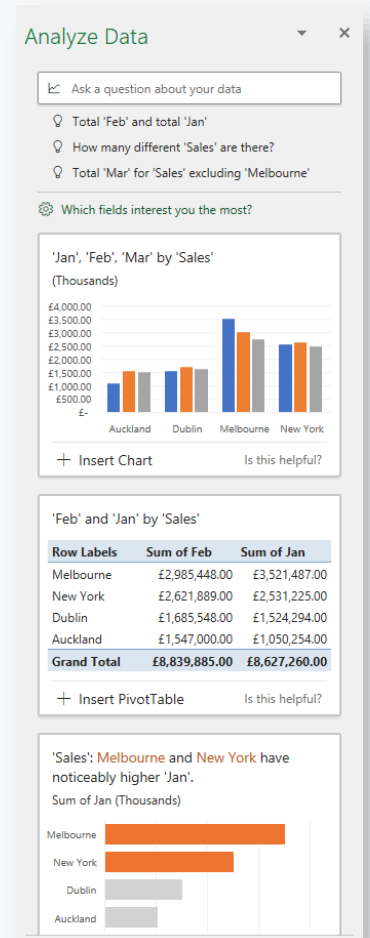 Analyze Data
Ask a question about your data
Total 'Feb' and total 'Jan'
How many different 'Sales' are there?
Total 'Mar' for 'Sales' excluding 'Melbourne'
Which fields interest you the most?
'Jan', 'Feb', 'Mar' by 'Sales'
(Thousands)
£4,000.00
£3,500.00
£3,000.00
£2,500.00
£2,000.00
£1,500.00
£1,000.00
£500.00
£-
Auckland Dublin Melbourne New York
Insert Chart Is this helpful?
'Feb' and 'Jan' by 'Sales'
Row Labels Sum of Feb Sum of Jan
Melbourne £2,985,448.00 £3,521,487.00
New York £2,621,889.00 £2,531,225.00
Dublin £1,685,548.00 £1,524,294.00
Auckland £1,547,000.00 £1,050,254.00
Grand Total £8,839,885.00 £8,627,260.00
Insert PivotTable Is this helpful?
'Sales': Melbourne and New York have
noticeably higher 'Jan'.
Sum of Jan (Thousands)
Melbourne
New York
Dublin
Auckland